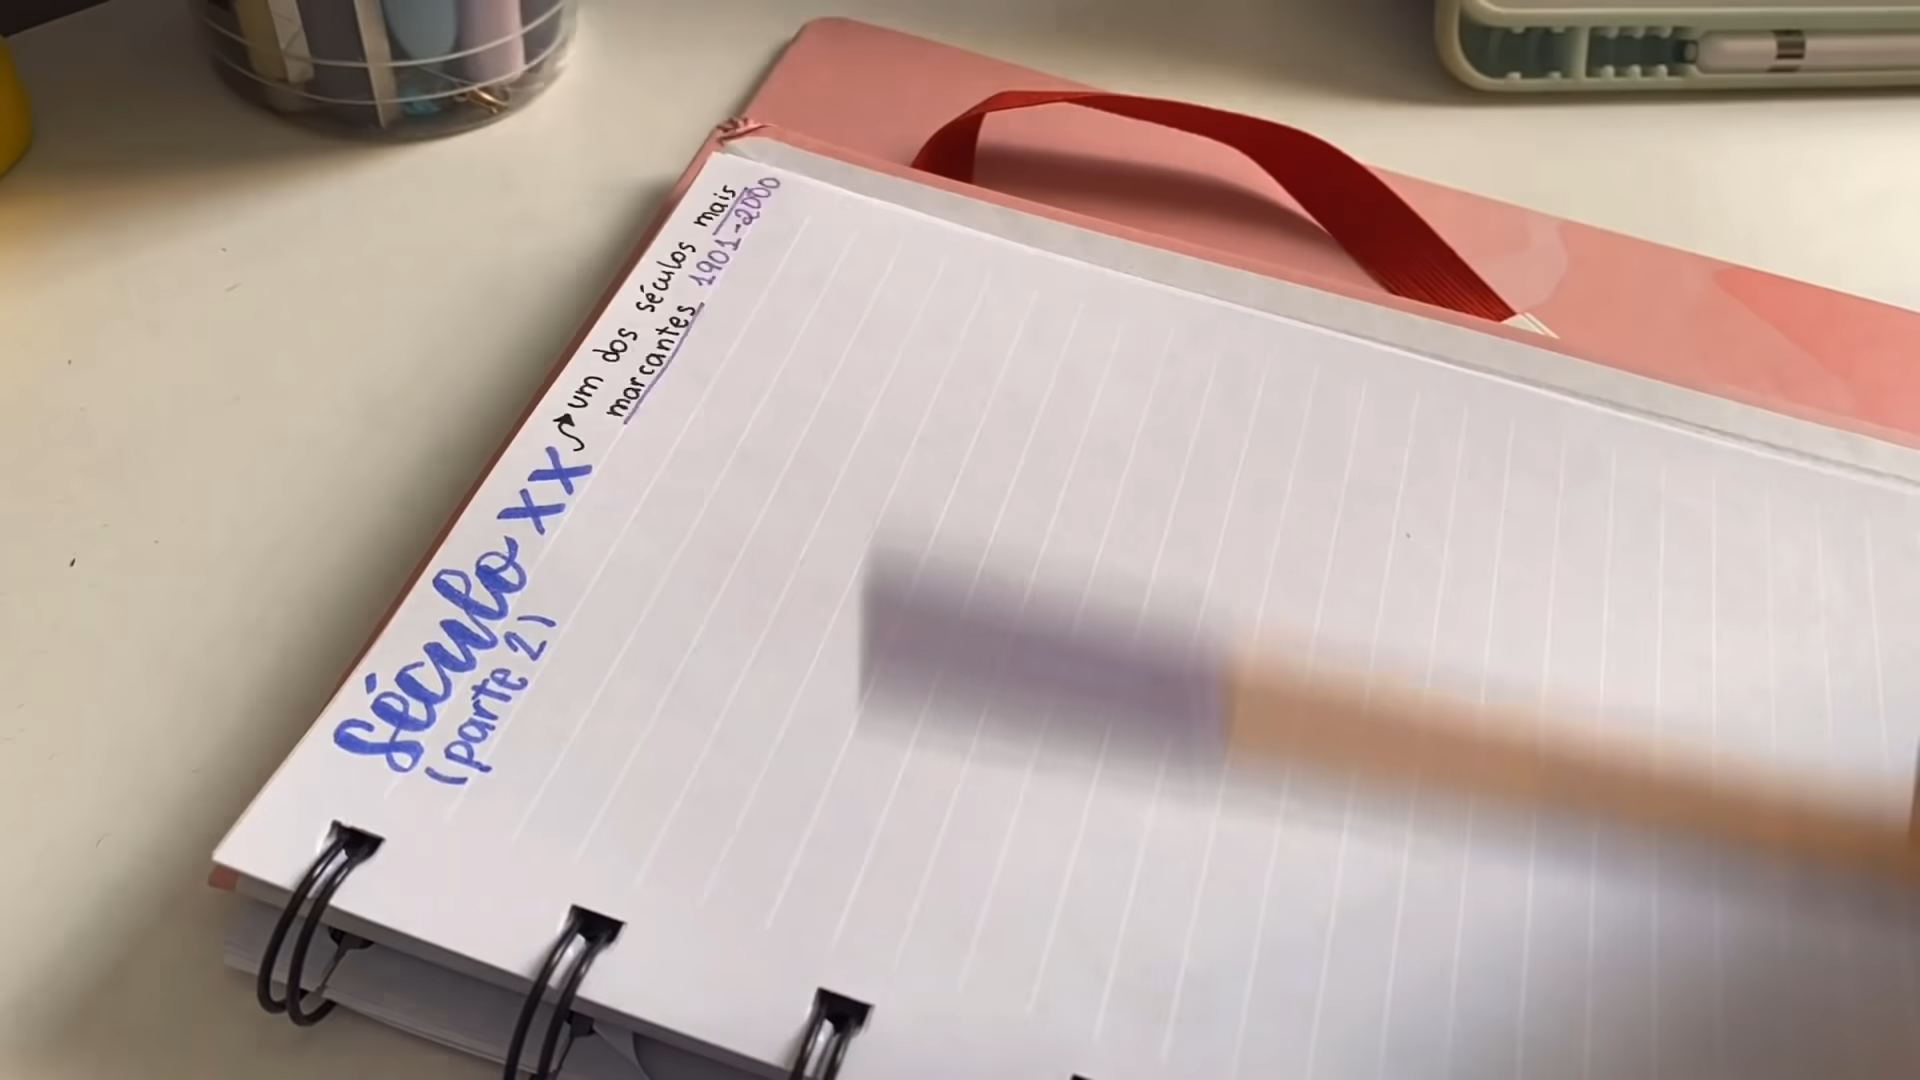 Século XX
(parte 2)
um dos séculos mais
marcantes 1901-2000